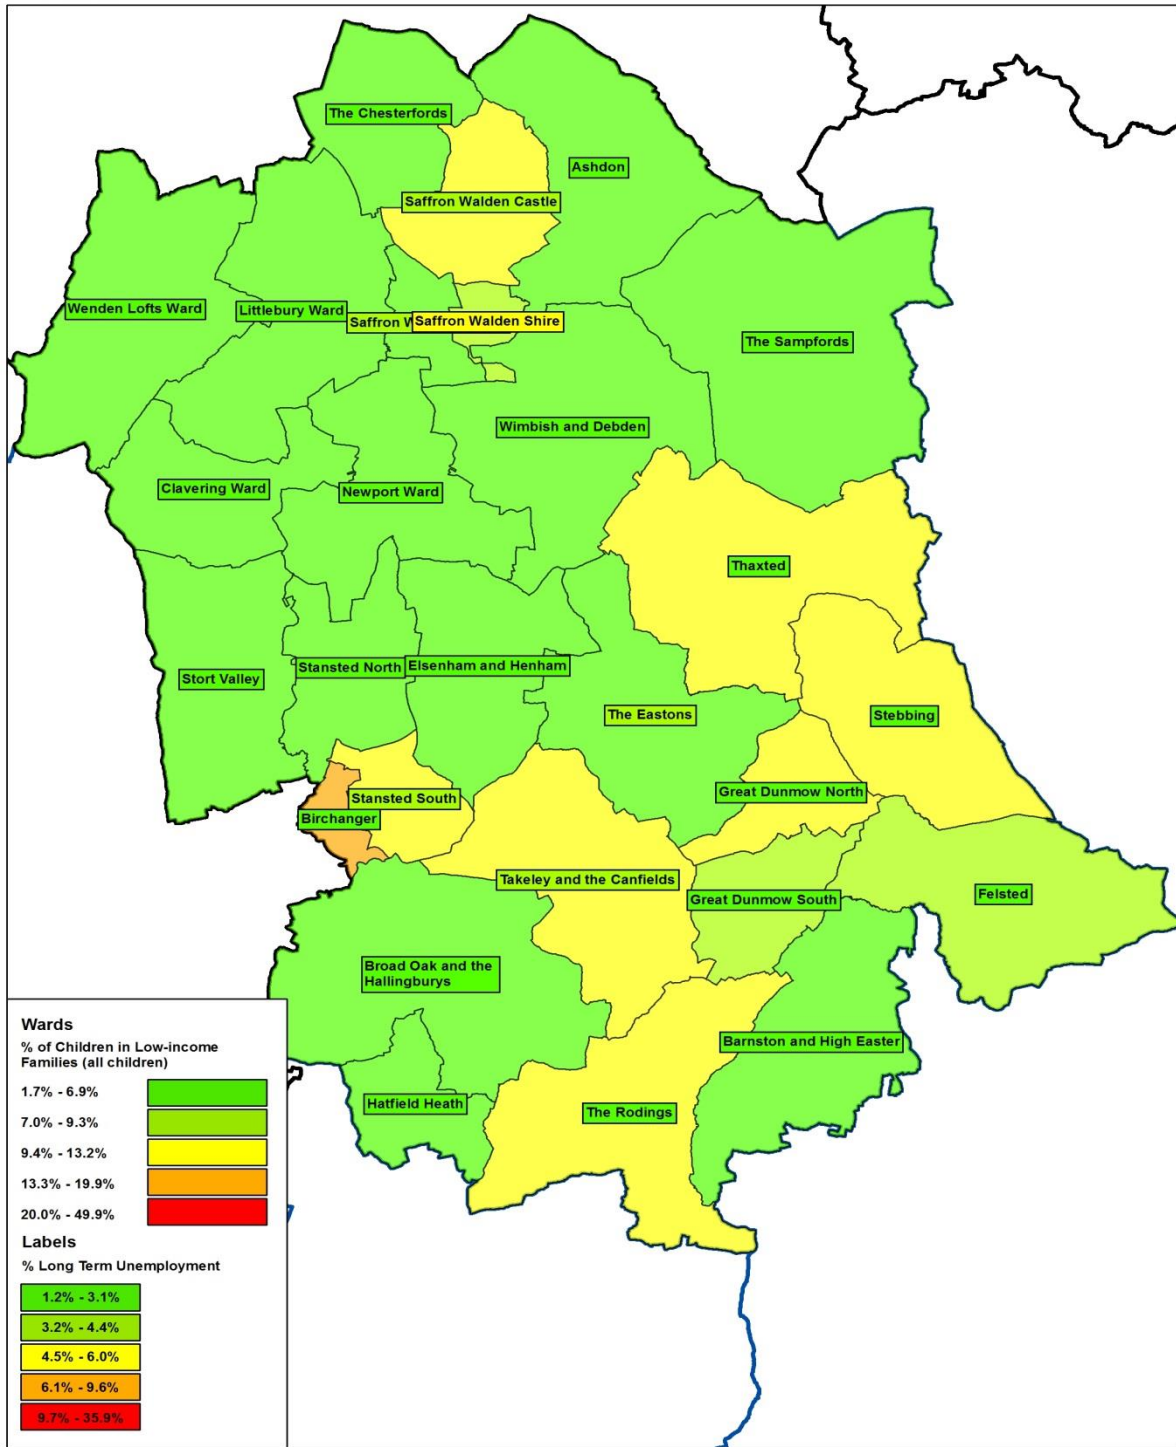 The Chesterfords
Ashdon
Saffron Walden Castle
Wenden Lofts Ward
Littlebury Ward
Saffron W
Saffron Walden Shire
The Sampfords
Wimbish and Debden
Clavering Ward
Newport Ward
Thaxted
Stort Valley
Stansted North
Elsenham and Henham
The Eastons
Stebbing
Great Dunmow North
Stansted South
Birchanger
Takeley and the Canfields
Great Dunmow South
Felsted
Broad Oak and the
Hallingburys
Barnston and High Easter
Hatfield Heath
The Rodings
Wards
% of Children in Low-income
Families (all children)
1.7% - 6.9%
7.0% - 9.3%
9.4% - 13.2%
13.3% - 19.9%
20.0% - 49.9%
Labels
% Long Term Unemployment
1.2% - 3.1%
3.2% - 4.4%
4.5% - 6.0%
6.1% - 9.6%
9.7% - 35.9%